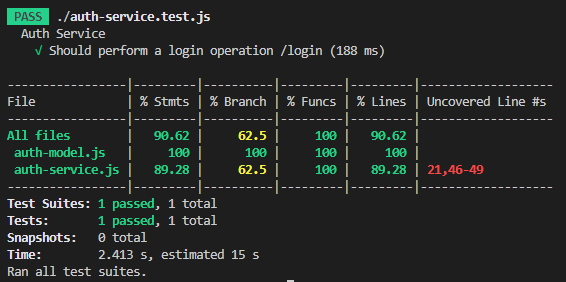 PASS ./auth-service.test.js
  Auth Service
    √ Should perform a login operation /login (188 ms)

-----------------|---------|----------|---------|---------|-------------------
File             | % Stmts | % Branch | % Funcs | % Lines | Uncovered Line #s
-----------------|---------|----------|---------|---------|-------------------
All files        |   90.62 |     62.5 |     100 |   90.62 |
 auth-model.js   |     100 |      100 |     100 |     100 |
 auth-service.js |   89.28 |     62.5 |     100 |   89.28 | 21,46-49
-----------------|---------|----------|---------|---------|-------------------
Test Suites: 1 passed, 1 total
Tests:       1 passed, 1 total
Snapshots:   0 total
Time:        2.413 s, estimated 15 s
Ran all test suites.